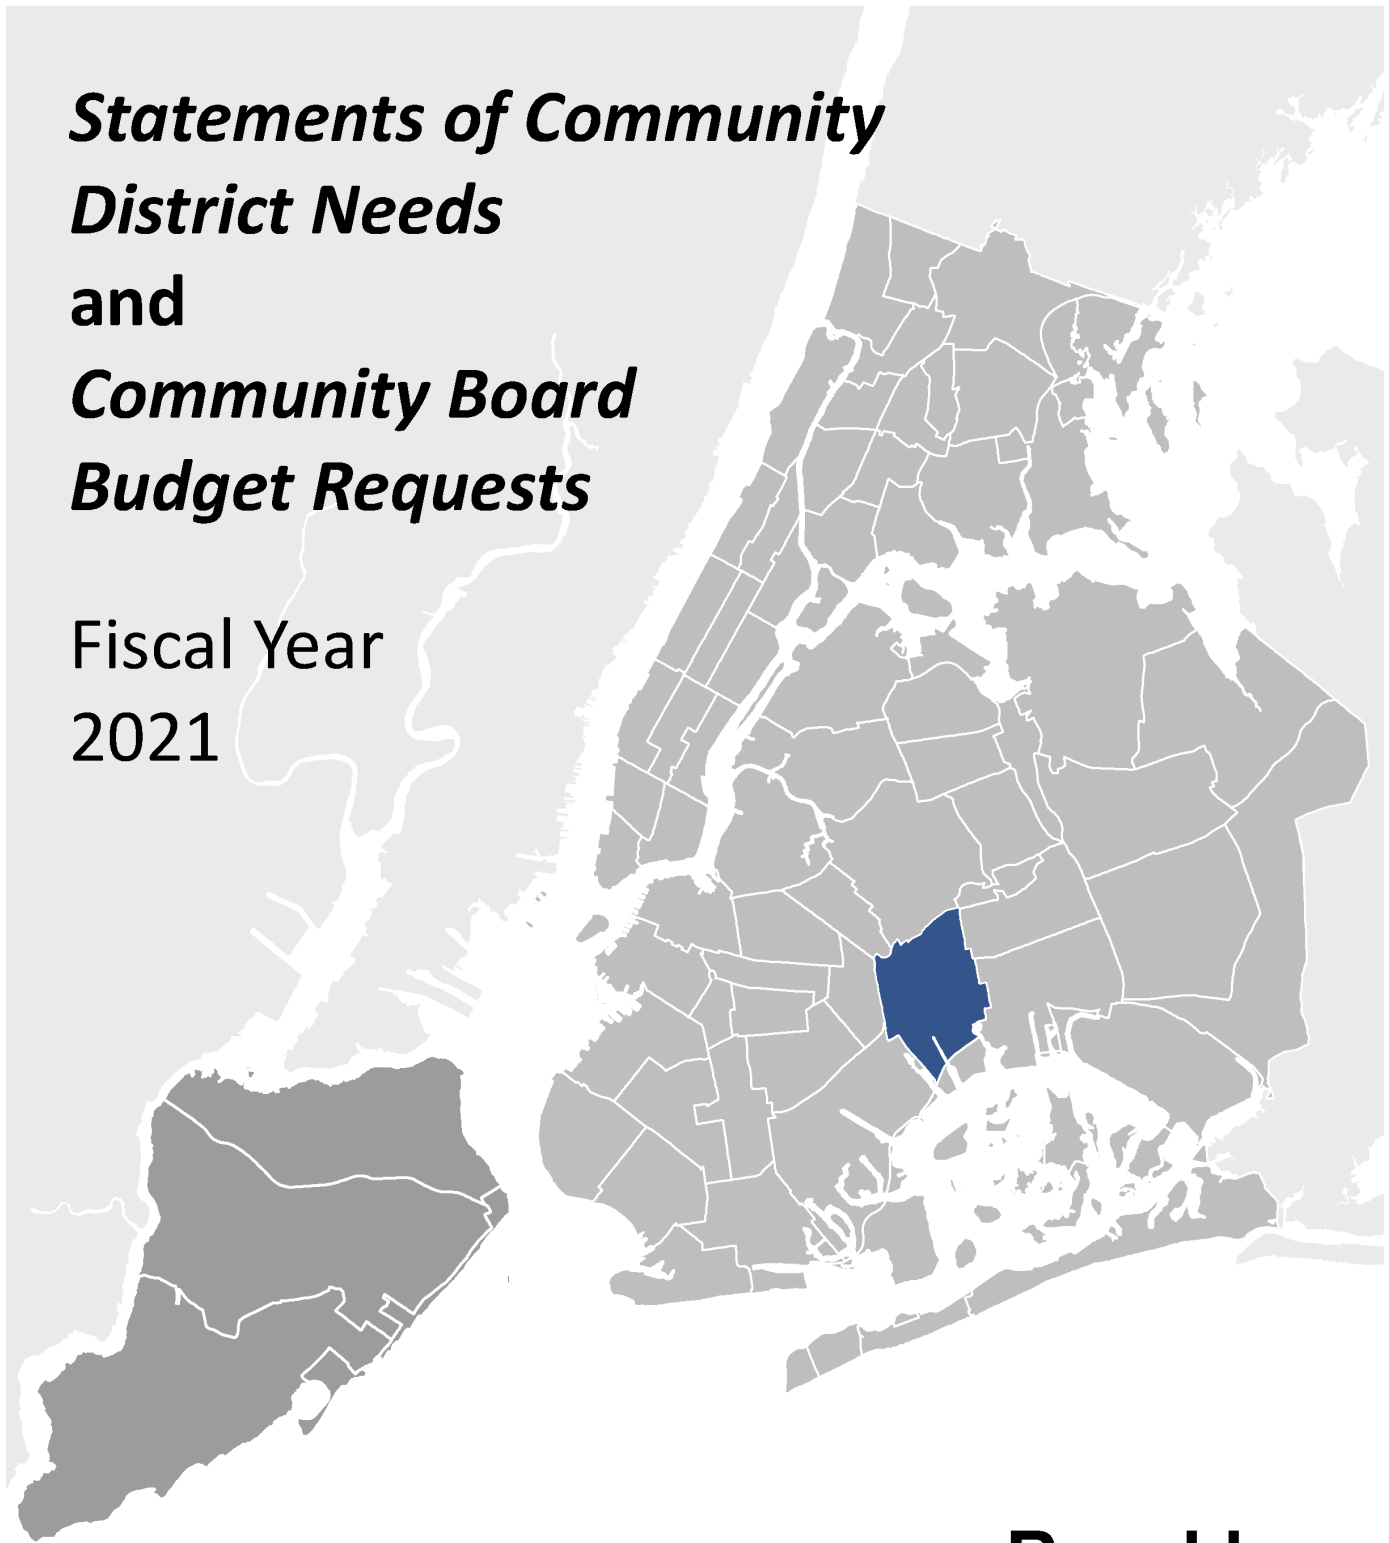 Statements of Community
District Needs
and
Community Board
Budget Requests
Fiscal Year
2021